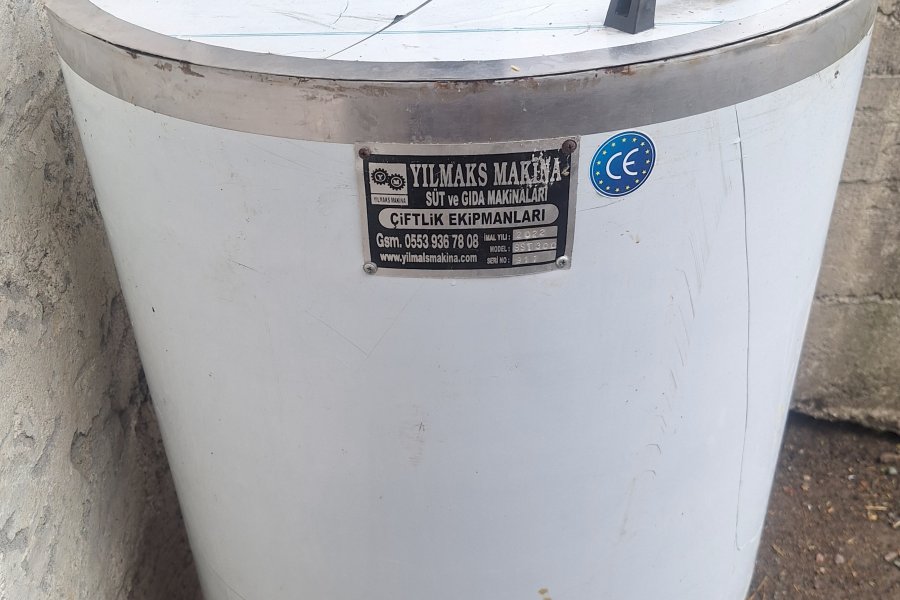 YILMAKS MAKİNA
YILMAKS MAKİNA
SÜT ve GIDA MAKİNALARI
ÇİFTLİK EKİPMANLARI
Gsm. 0553 936 78 08
İMAL YILI : 2022
MODEL :
www.yilmalsmakina.com
SERİ NO :
CE